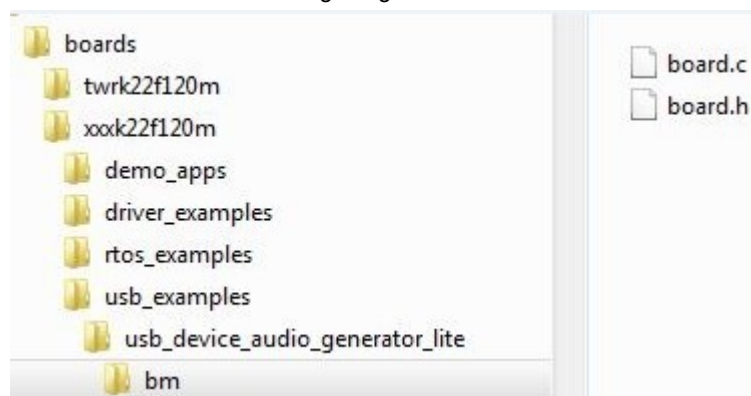 boards
twrk22f120m
xxxk22f120m
demo_apps
driver_examples
rtos_examples
usb_examples
usb_device_audio_generator_lite
bm
board.c
board.h